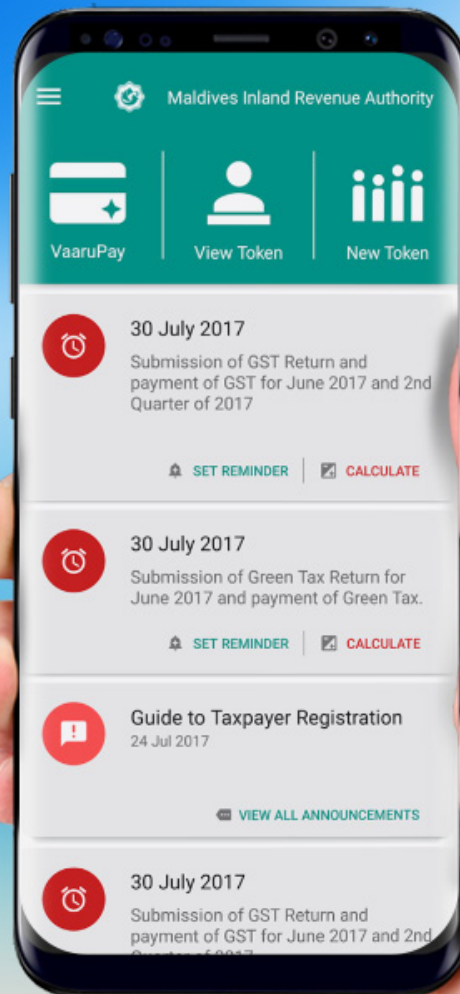 Maldives Inland Revenue Authority
VaaruPay
View Token
New Token
30 July 2017
Submission of GST Return and
payment of GST for June 2017 and 2nd
Quarter of 2017
SET REMINDER
CALCULATE
30 July 2017
Submission of Green Tax Return for
June 2017 and payment of Green Tax.
SET REMINDER
CALCULATE
Guide to Taxpayer Registration
24 Jul 2017
VIEW ALL ANNOUNCEMENTS
30 July 2017
Submission of GST Return and
payment of GST for June 2017 and 2nd
Quarter of 2017